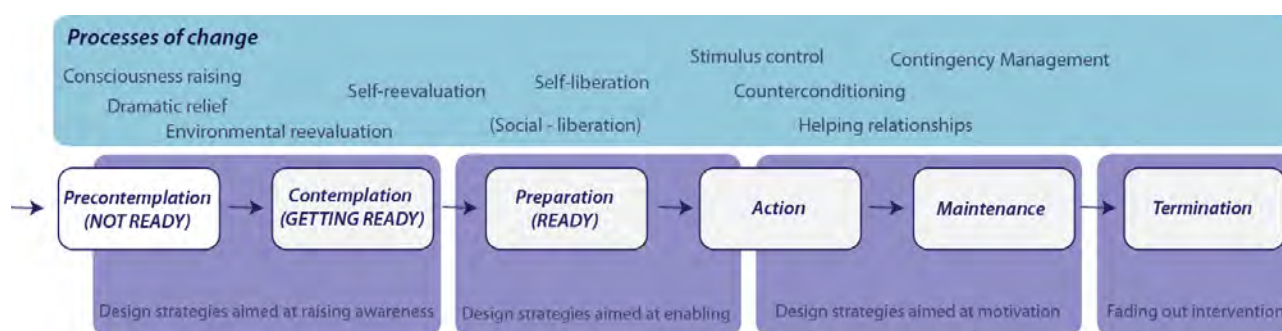 Processes of change
Consciousness raising
Dramatic relief
Environmental reevaluation
Self-reevaluation
Self-liberation
(Social - liberation)
Stimulus control
Counterconditioning
Helping relationships
Contingency Management
Precontemplation
(NOT READY)
Contemplation
(GETTING READY)
Preparation
(READY)
Action
Maintenance
Termination
Design strategies aimed at raising awareness
Design strategies aimed at enabling
Design strategies aimed at motivation
Fading out intervention